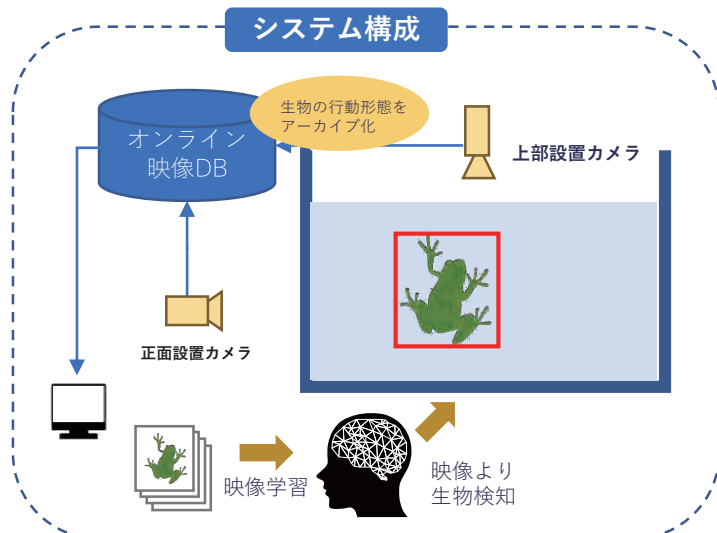 システム構成
生物の行動形態を
アーカイブ化
オンライン
映像DB
上部設置カメラ
正面設置カメラ
映像学習
映像より
生物検知